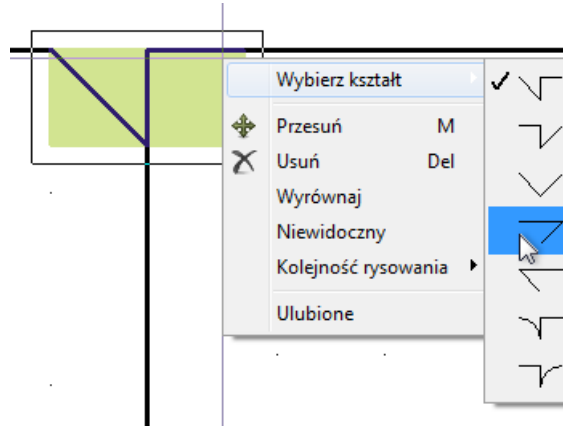 Wybierz kształt
Przesuń M
Usuń Del
Wyrównaj
Niewidoczny
Kolejność rysowania
Ulubione